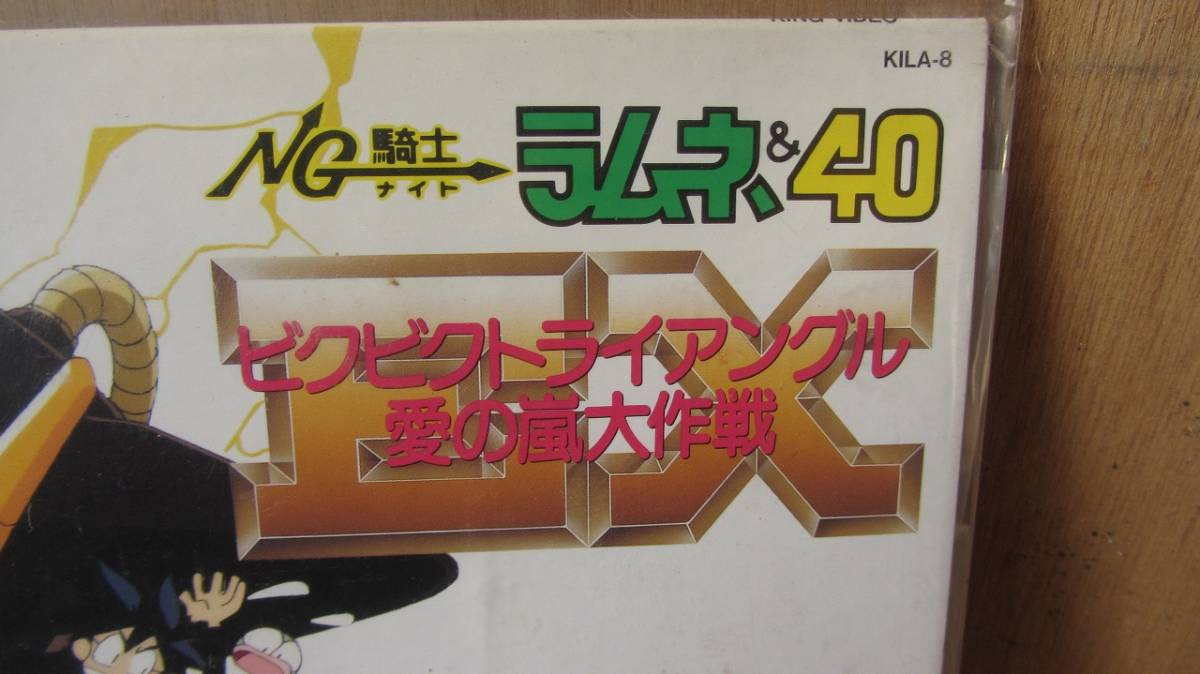 KING VIDEO
KILA-8
NG騎士ナイト ラムネ&40
EX
ビクビクトライアングル
愛の嵐大作戦